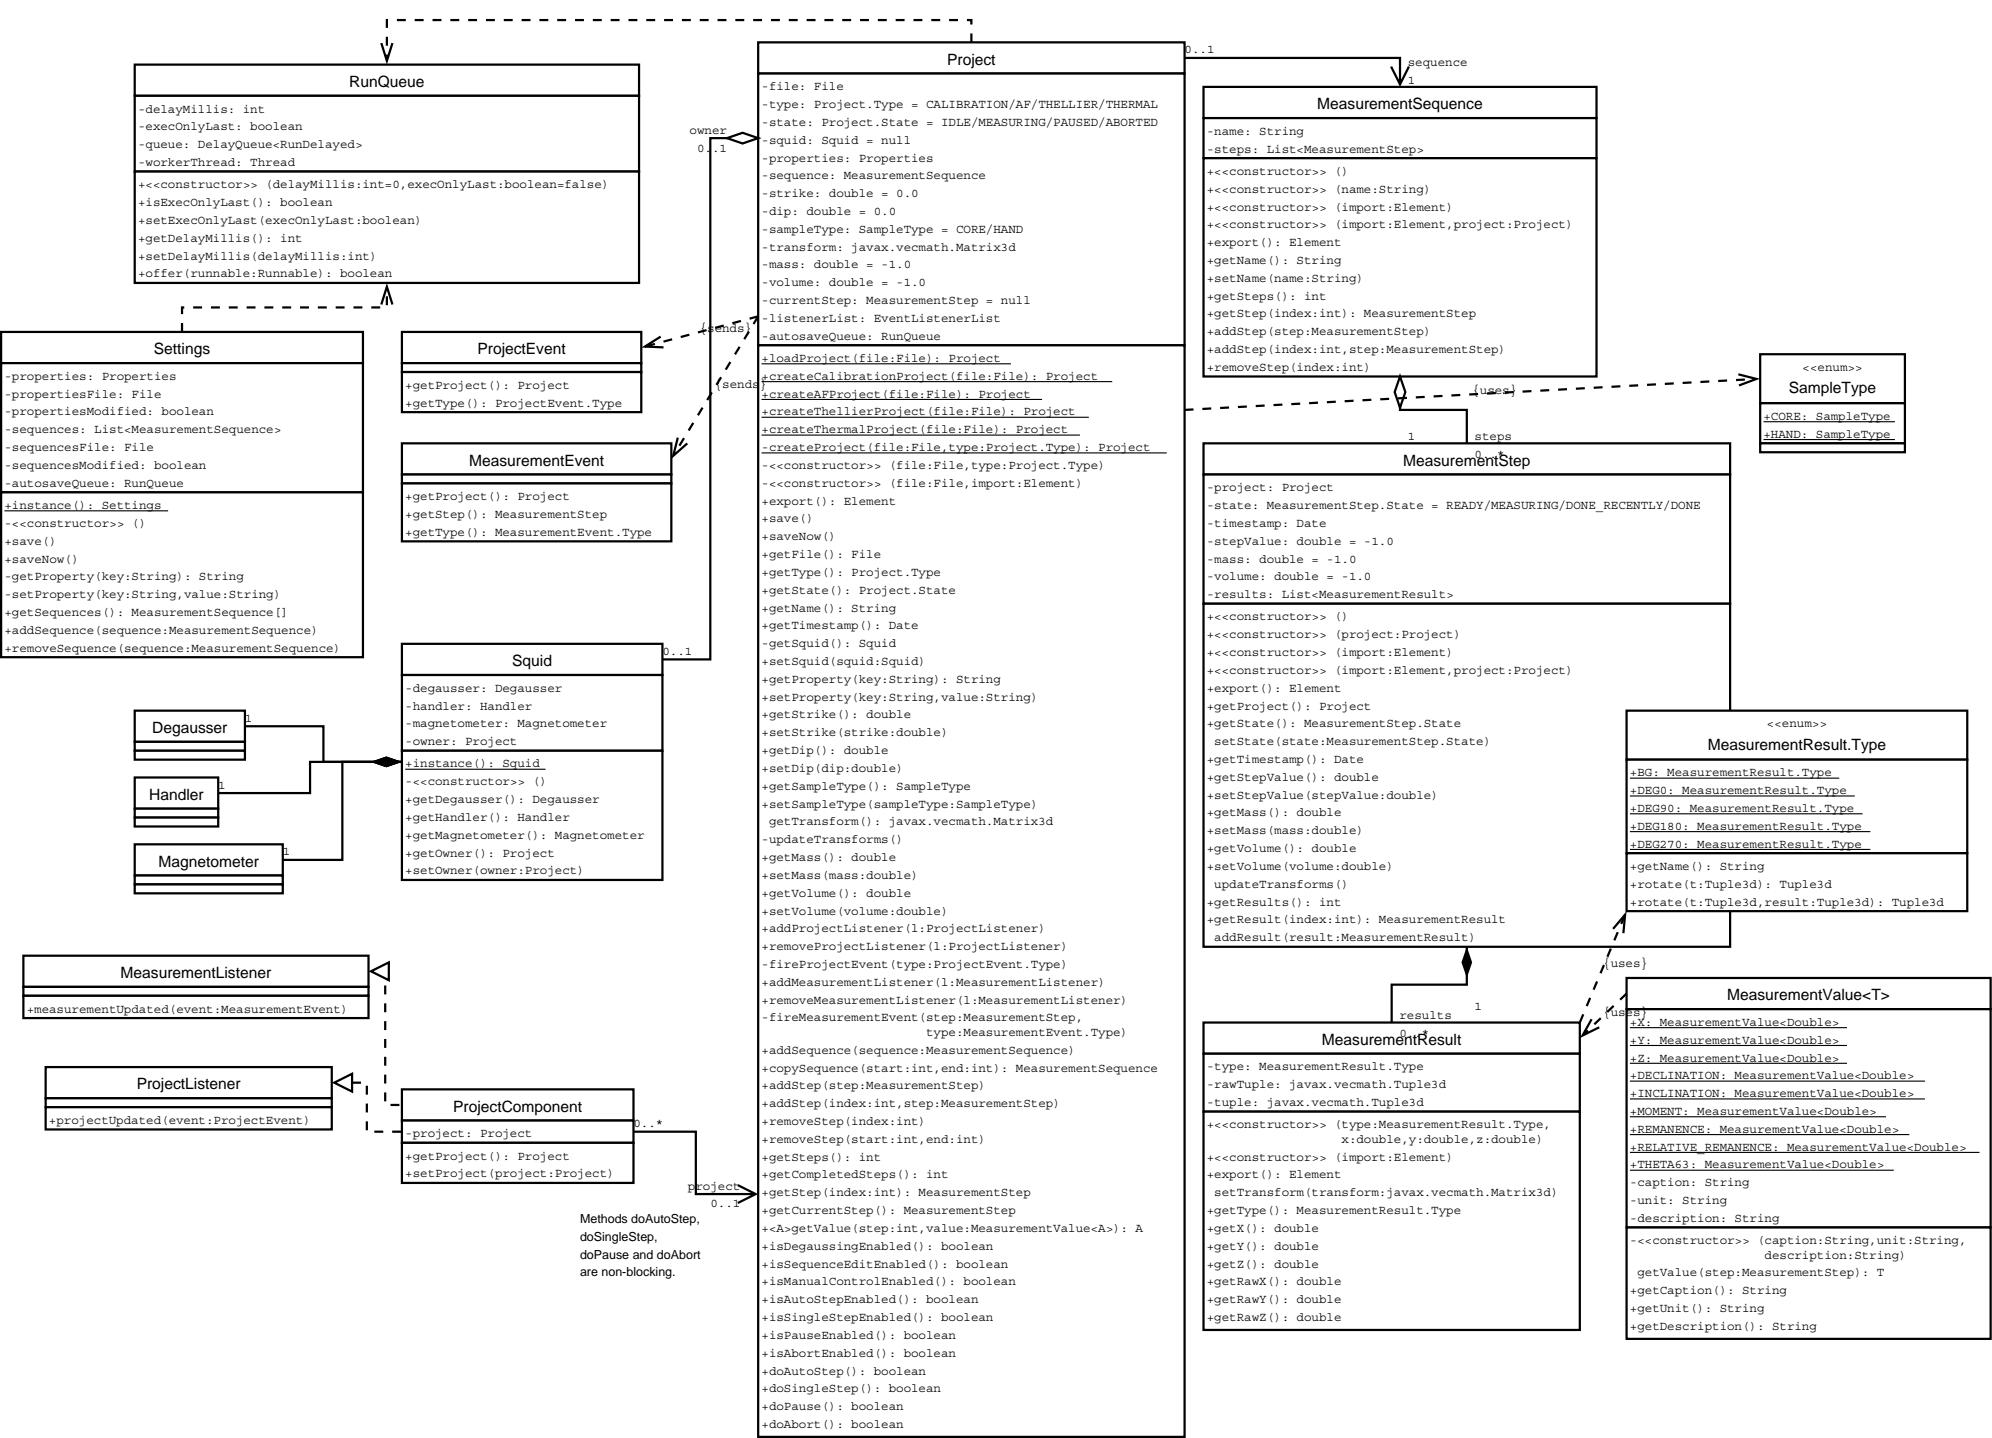 RunQueue
-delayMillis: int
-execOnlyLast: boolean
-queue: DelayQueue<RunDelayed>
-workerThread: Thread
+<<constructor>> (delayMillis:int=0,execOnlyLast:boolean=false)
+isExecOnlyLast(): boolean
+setExecOnlyLast(execOnlyLast:boolean)
+getDelayMillis(): int
+setDelayMillis(delayMillis:int)
+offer(runnable:Runnable): boolean
Settings
-properties: Properties
-propertiesFile: File
-propertiesModified: boolean
-sequences: List<MeasurementSequence>
-sequencesFile: File
-sequencesModified: boolean
-autosaveQueue: RunQueue
+instance(): Settings
-<<constructor>> ()
+save()
+saveNow()
-getProperty(key:String): String
-setProperty(key:String,value:String)
+getSequences(): MeasurementSequence[]
+addSequence(sequence:MeasurementSequence)
+removeSequence(sequence:MeasurementSequence)
ProjectEvent
+getProject(): Project
+getType(): ProjectEvent.Type
{sends}
MeasurementEvent
+getProject(): Project
+getStep(): MeasurementStep
+getType(): MeasurementEvent.Type
{sends}
owner
0..1
0..1
Squid
-degausser: Degausser
-handler: Handler
-magnetometer: Magnetometer
-owner: Project
+instance(): Squid
-<<constructor>> ()
+getDegausser(): Degausser
+getHandler(): Handler
+getMagnetometer(): Magnetometer
+getOwner(): Project
+setOwner(owner:Project)
Degausser
1
Handler
1
Magnetometer
1
MeasurementListener
+measurementUpdated(event:MeasurementEvent)
ProjectListener
+projectUpdated(event:ProjectEvent)
ProjectComponent
-project: Project
+getProject(): Project
+setProject(project:Project)
0..*
project
0..1
Methods doAutoStep,
doSingleStep,
doPause and doAbort
are non-blocking.
Project
-file: File
-type: Project.Type = CALIBRATION/AF/THELLIER/THERMAL
-state: Project.State = IDLE/MEASURING/PAUSED/ABORTED
-squid: Squid = null
-properties: Properties
-sequence: MeasurementSequence
-strike: double = 0.0
-dip: double = 0.0
-sampleType: SampleType = CORE/HAND
-transform: javax.vecmath.Matrix3d
-mass: double = -1.0
-volume: double = -1.0
-currentStep: MeasurementStep = null
-listenerList: EventListenerList
-autosaveQueue: RunQueue
+loadProject(file:File): Project
+createCalibrationProject(file:File): Project
+createAFProject(file:File): Project
+createThellierProject(file:File): Project
+createThermalProject(file:File): Project
-createProject(file:File,type:Project.Type): Project
-<<constructor>> (file:File,type:Project.Type)
-<<constructor>> (file:File,import:Element)
+export(): Element
+save()
+saveNow()
+getFile(): File
+getType(): Project.Type
+getState(): Project.State
+getName(): String
+getTimestamp(): Date
-getSquid(): Squid
+setSquid(squid:Squid)
+getProperty(key:String): String
+setProperty(key:String,value:String)
+getStrike(): double
+setStrike(strike:double)
+getDip(): double
+setDip(dip:double)
+getSampleType(): SampleType
+setSampleType(sampleType:SampleType)
getTransform(): javax.vecmath.Matrix3d
-updateTransforms()
+getMass(): double
+setMass(mass:double)
+getVolume(): double
+setVolume(volume:double)
+addProjectListener(l:ProjectListener)
+removeProjectListener(l:ProjectListener)
-fireProjectEvent(type:ProjectEvent.Type)
+addMeasurementListener(l:MeasurementListener)
+removeMeasurementListener(l:MeasurementListener)
-fireMeasurementEvent(step:MeasurementStep,
type:MeasurementEvent.Type)
+addSequence(sequence:MeasurementSequence)
+copySequence(start:int,end:int): MeasurementSequence
+addStep(step:MeasurementStep)
+addStep(index:int,step:MeasurementStep)
+removeStep(index:int)
+removeStep(start:int,end:int)
+getSteps(): int
+getCompletedSteps(): int
+getStep(index:int): MeasurementStep
+getCurrentStep(): MeasurementStep
+<A>getValue(step:int,value:MeasurementValue<A>): A
+isDegaussingEnabled(): boolean
+isSequenceEditEnabled(): boolean
+isManualControlEnabled(): boolean
+isAutoStepEnabled(): boolean
+isSingleStepEnabled(): boolean
+isPauseEnabled(): boolean
+isAbortEnabled(): boolean
+doAutoStep(): boolean
+doSingleStep(): boolean
+doPause(): boolean
+doAbort(): boolean
0..1
sequence
1
MeasurementSequence
-name: String
-steps: List<MeasurementStep>
+<<constructor>> ()
+<<constructor>> (name:String)
+<<constructor>> (import:Element)
+<<constructor>> (import:Element,project:Project)
+export(): Element
+getName(): String
+setName(name:String)
+getSteps(): int
+getStep(index:int): MeasurementStep
+addStep(step:MeasurementStep)
+addStep(index:int,step:MeasurementStep)
+removeStep(index:int)
{uses}
<<enum>>
SampleType
+CORE: SampleType
+HAND: SampleType
1
steps
0..*
MeasurementStep
-project: Project
-state: MeasurementStep.State = READY/MEASURING/DONE_RECENTLY/DONE
-timestamp: Date
-stepValue: double = -1.0
-mass: double = -1.0
-volume: double = -1.0
-results: List<MeasurementResult>
+<<constructor>> ()
+<<constructor>> (project:Project)
+<<constructor>> (import:Element)
+<<constructor>> (import:Element,project:Project)
+export(): Element
+getProject(): Project
+getState(): MeasurementStep.State
setState(state:MeasurementStep.State)
+getTimestamp(): Date
+getStepValue(): double
+setStepValue(stepValue:double)
+getMass(): double
+setMass(mass:double)
+getVolume(): double
+setVolume(volume:double)
updateTransforms()
+getResults(): int
+getResult(index:int): MeasurementResult
addResult(result:MeasurementResult)
<<enum>>
MeasurementResult.Type
+BG: MeasurementResult.Type
+DEG0: MeasurementResult.Type
+DEG90: MeasurementResult.Type
+DEG180: MeasurementResult.Type
+DEG270: MeasurementResult.Type
+getName(): String
+rotate(t:Tuple3d): Tuple3d
+rotate(t:Tuple3d,result:Tuple3d): Tuple3d
{uses}
{uses}
1
results
0..*
MeasurementResult
-type: MeasurementResult.Type
-rawTuple: javax.vecmath.Tuple3d
-tuple: javax.vecmath.Tuple3d
+<<constructor>> (type:MeasurementResult.Type,
x:double,y:double,z:double)
+<<constructor>> (import:Element)
+export(): Element
setTransform(transform:javax.vecmath.Matrix3d)
+getType(): MeasurementResult.Type
+getX(): double
+getY(): double
+getZ(): double
+getRawX(): double
+getRawY(): double
+getRawZ(): double
MeasurementValue<T>
+X: MeasurementValue<Double>
+Y: MeasurementValue<Double>
+Z: MeasurementValue<Double>
+DECLINATION: MeasurementValue<Double>
+INCLINATION: MeasurementValue<Double>
+MOMENT: MeasurementValue<Double>
+REMANENCE: MeasurementValue<Double>
+RELATIVE_REMANENCE: MeasurementValue<Double>
+THETA63: MeasurementValue<Double>
-caption: String
-unit: String
-description: String
-<<constructor>> (caption:String,unit:String,
description:String)
getValue(step:MeasurementStep): T
+getCaption(): String
+getUnit(): String
+getDescription(): String